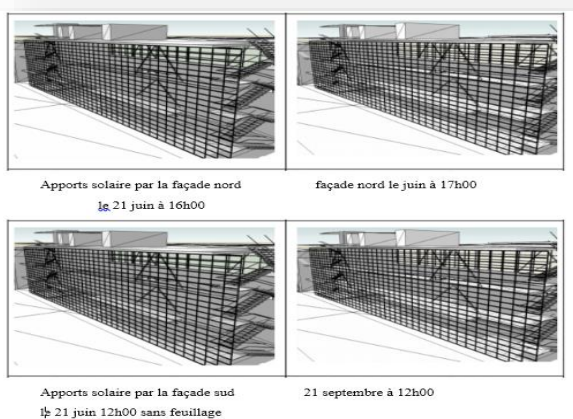 Apports solaire par la façade nord
le 21 juin à 16h00
façade nord le juin à 17h00
Apports solaire par la façade sud
le 21 juin 12h00 sans feuillage
21 septembre à 12h00